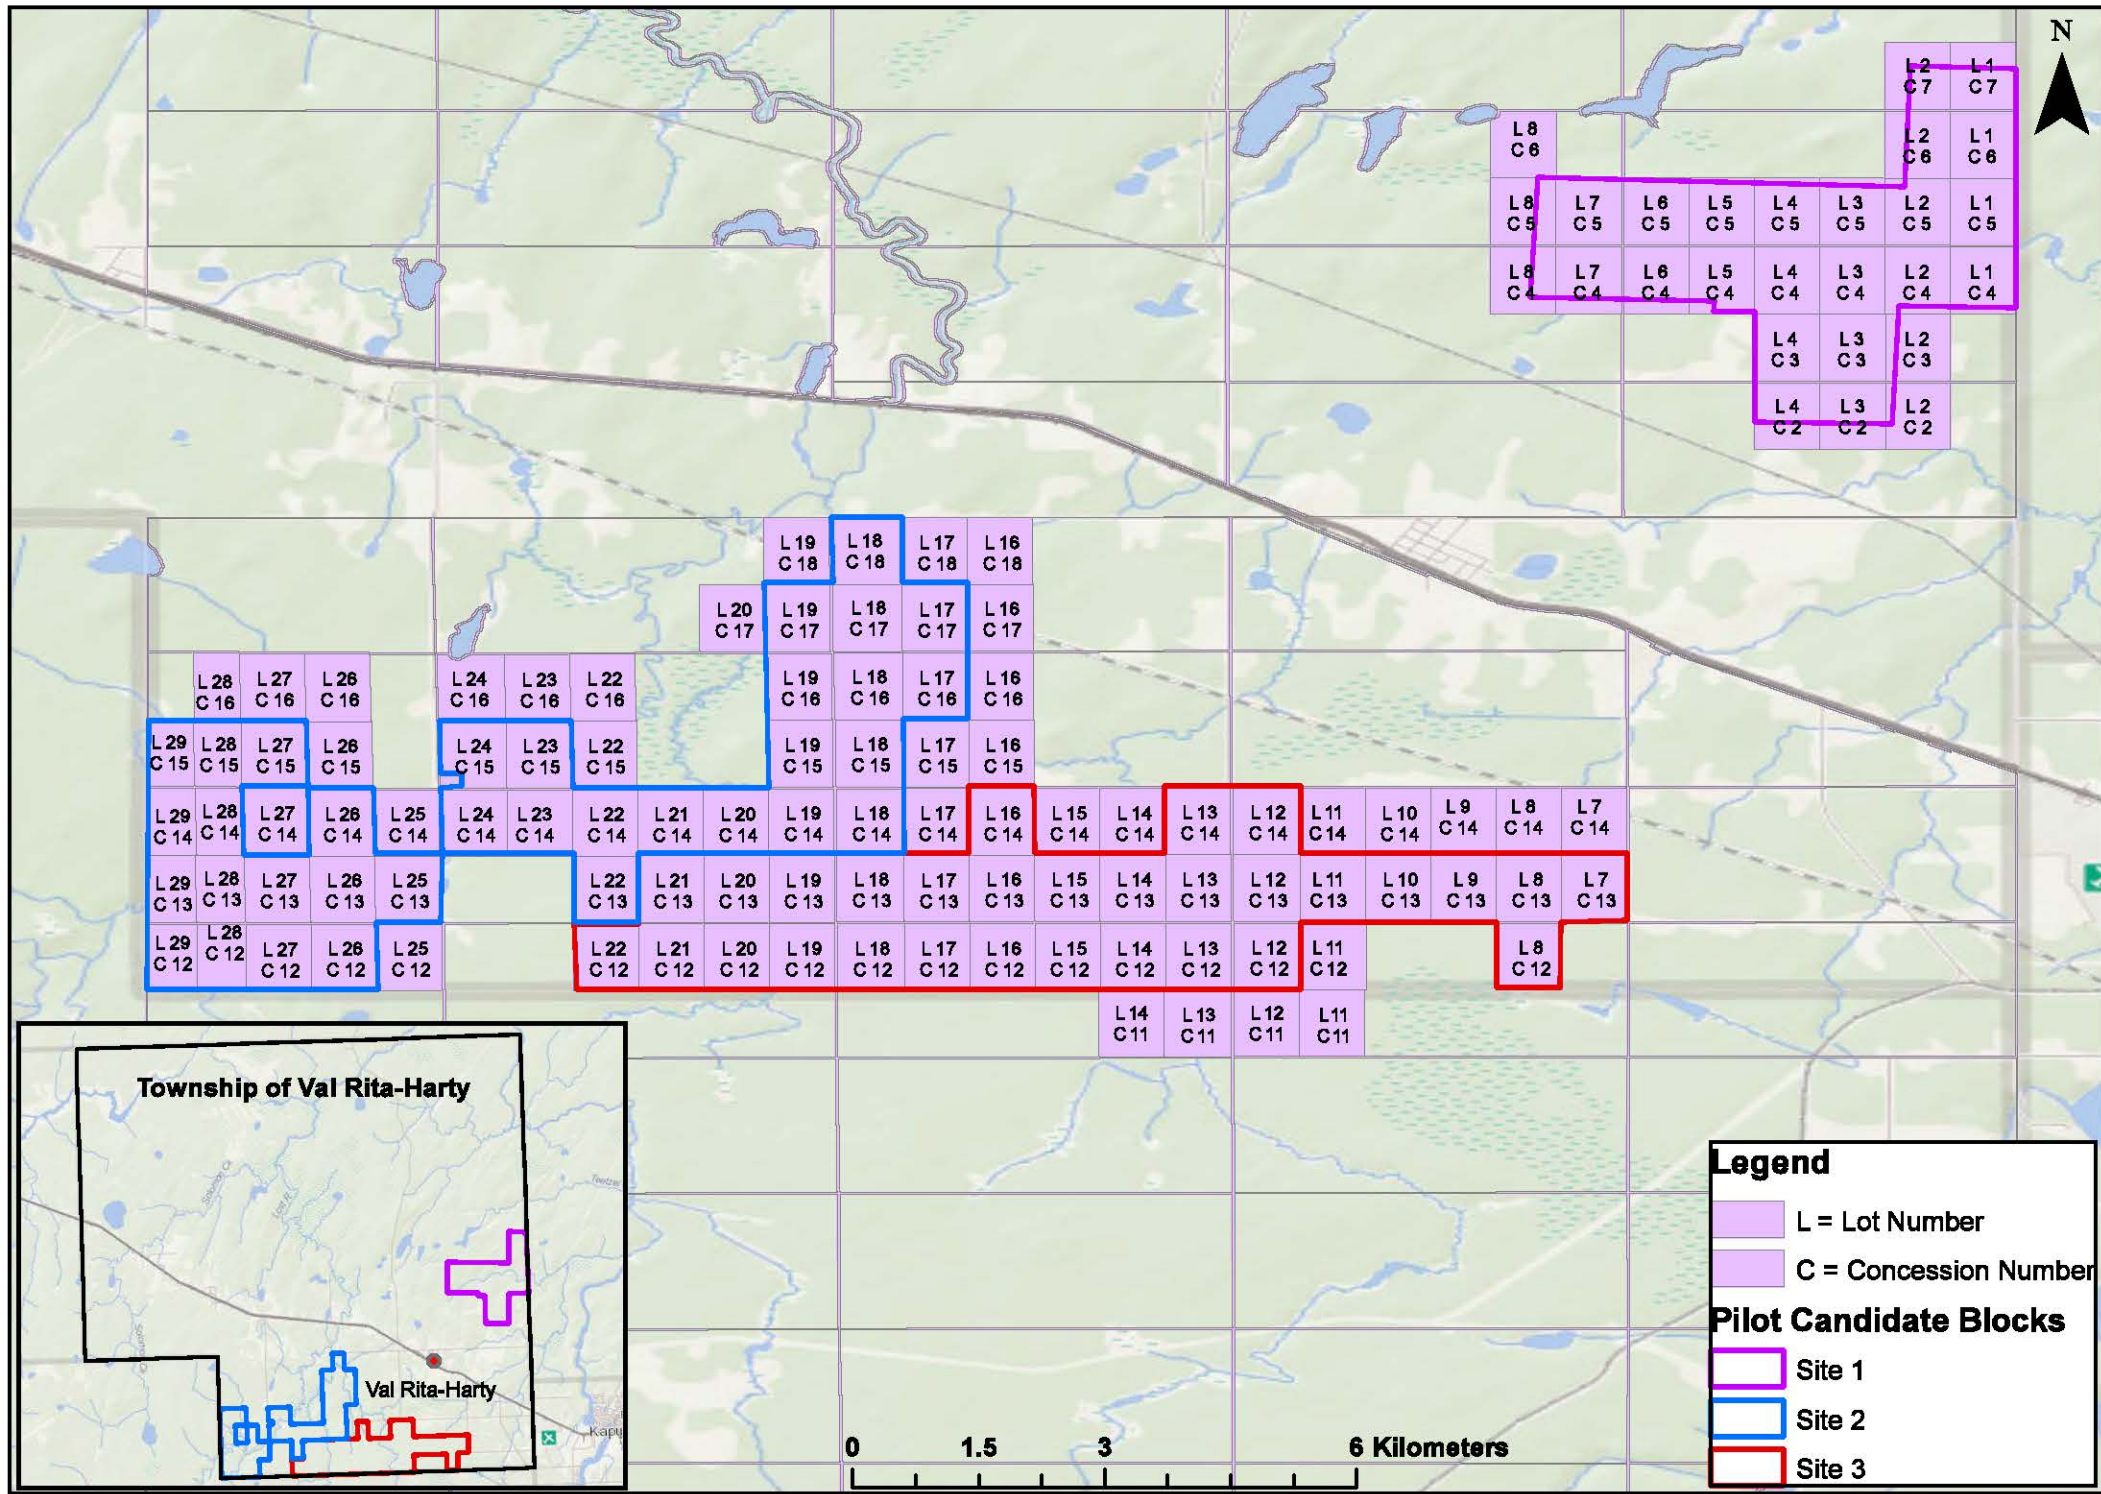 N
L 2 L 1
C 7 C 7
L 8 L 2 L 1
C 6 C 6 C 6
L 8 L 7 L 6 L 5 L 4 L 3 L 2 L 1
C 5 C 5 C 5 C 5 C 5 C 5 C 5 C 5
L 8 L 7 L 6 L 5 L 4 L 3 L 2 L 1
C 4 C 4 C 4 C 4 C 4 C 4 C 4 C 4
L 4 L 3 L 2
C 3 C 3 C 3
L 4 L 3 L 2
C 2 C 2 C 2
L 19 L 18 L 17 L 16
C 18 C 18 C 18 C 18
L 20 L 19 L 18 L 17 L 16
C 17 C 17 C 17 C 17 C 17
L 28 L 27 L 26 L 24 L 23 L 22 L 19 L 18 L 17 L 16
C 16 C 16 C 16 C 16 C 16 C 16 C 16 C 16 C 16 C 16
L 29 L 28 L 27 L 26 L 24 L 23 L 22 L 19 L 18 L 17 L 16
C 15 C 15 C 15 C 15 C 15 C 15 C 15 C 15 C 15 C 15 C 15
L 29 L 28 L 27 L 26 L 25 L 24 L 23 L 22 L 21 L 20 L 19 L 18 L 17 L 16 L 15 L 14 L 13 L 12 L 11 L 10 L 9 L 8 L 7
C 14 C 14 C 14 C 14 C 14 C 14 C 14 C 14 C 14 C 14 C 14 C 14 C 14 C 14 C 14 C 14 C 14 C 14 C 14 C 14 C 14 C 14 C 14
L 29 L 28 L 27 L 26 L 25 L 22 L 21 L 20 L 19 L 18 L 17 L 16 L 15 L 14 L 13 L 12 L 11 L 10 L 9 L 8 L 7
C 13 C 13 C 13 C 13 C 13 C 13 C 13 C 13 C 13 C 13 C 13 C 13 C 13 C 13 C 13 C 13 C 13 C 13 C 13 C 13 C 13
L 29 L 28 L 27 L 26 L 25 L 22 L 21 L 20 L 19 L 18 L 17 L 16 L 15 L 14 L 13 L 12 L 11 L 8
C 12 C 12 C 12 C 12 C 12 C 12 C 12 C 12 C 12 C 12 C 12 C 12 C 12 C 12 C 12 C 12 C 12 C 12
L 14 L 13 L 12 L 11
C 11 C 11 C 11 C 11
Township of Val Rita-Harty
Solomon Ck
Lost R
Val Rita-Harty
Kapu
0 1.5 3 6 Kilometers
Legend
L = Lot Number
C = Concession Number
Pilot Candidate Blocks
Site 1
Site 2
Site 3